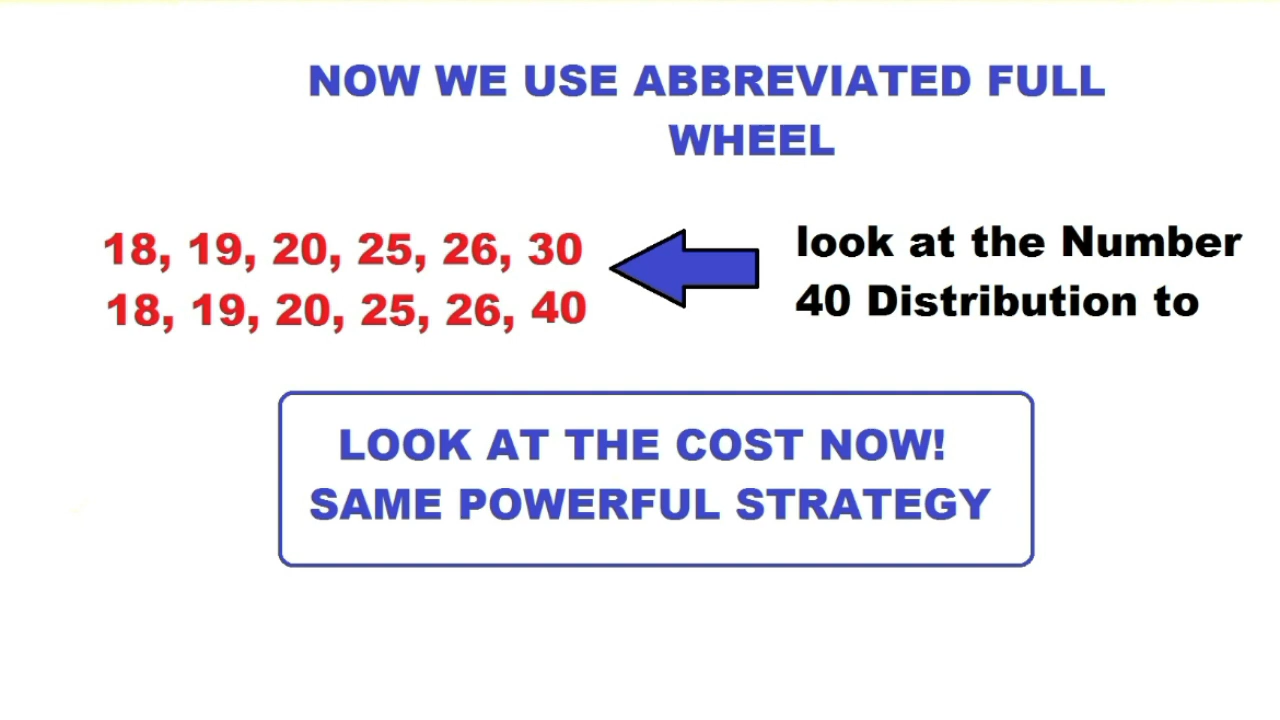 NOW WE USE ABBREVIATED FULL
WHEEL
18, 19, 20, 25, 26, 30
18, 19, 20, 25, 26, 40
look at the Number
40 Distribution to
LOOK AT THE COST NOW!
SAME POWERFUL STRATEGY